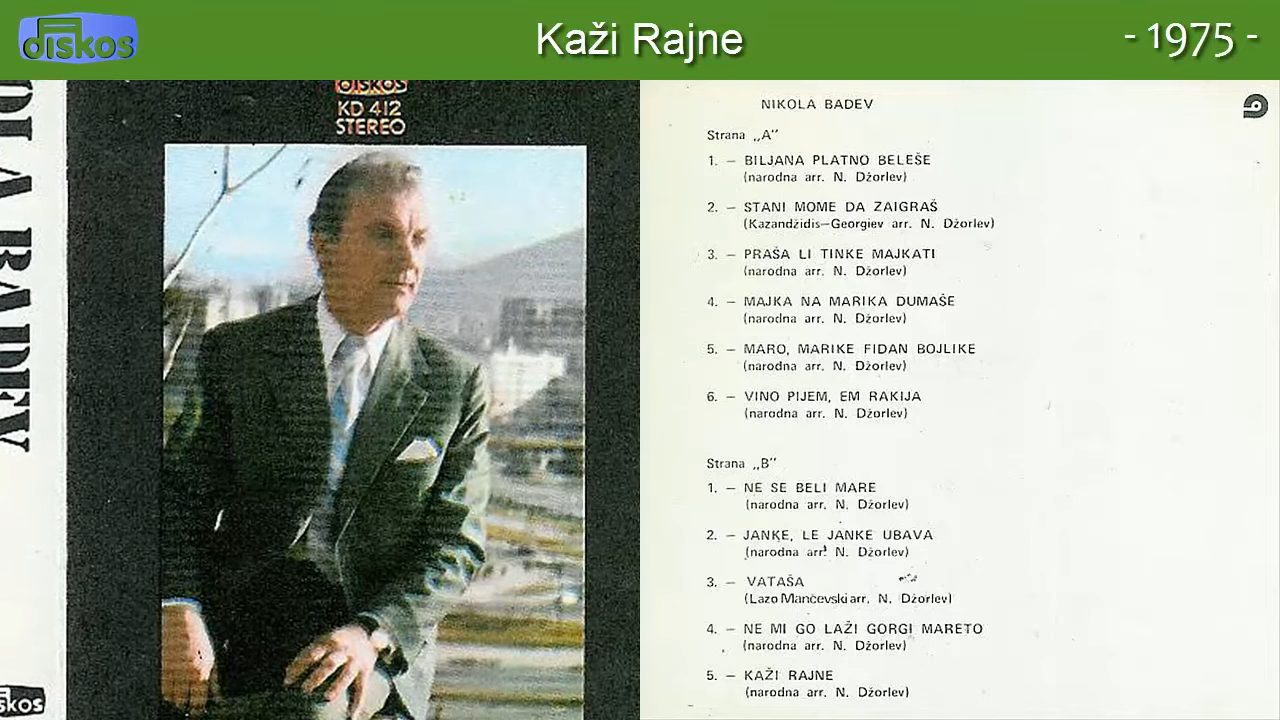 diskos
Kaži Rajne
- 1975 -
OLA BADEV
DISKOS
KD 412
STEREO
NIKOLA BADEV
Strana „A”
1. – BILJANA PLATNO BELEŠE
(narodna arr. N. Džorlev)
2. – STANI MOME DA ZAIGRAŠ
(Kazandžidis–Georgiev arr. N. Džorlev)
3. – PRAŠA LI TINKE MAJKATI
(narodna arr. N. Džorlev)
4. – MAJKA NA MARIKA DUMAŠE
(narodna arr. N. Džorlev)
5. – MARO, MARIKE FIDAN BOJLIKE
(narodna arr. N. Džorlev)
6. – VINO PIJEM, EM RAKIJA
(narodna arr. N. Džorlev)
Strana „B”
1. – NE SE BELI MARE
(narodna arr. N. Džorlev)
2. – JANKE, LE JANKE UBAVA
(narodna arr. N. Džorlev)
3. – VATAŠA
(Lazo Mančevski arr. N. Džorlev)
4. – NE MI GO LAŽI GORGI MARETO
(narodna arr. N. Džorlev)
5. – KAŽI RAJNE
(narodna arr. N. Džorlev)
skos